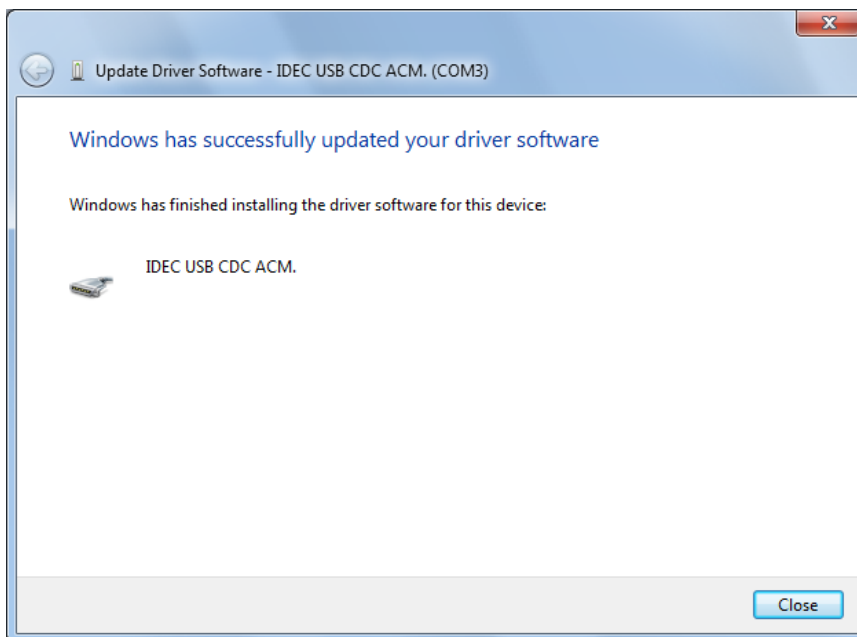 Update Driver Software - IDEC USB CDC ACM. (COM3)
Windows has successfully updated your driver software
Windows has finished installing the driver software for this device:
IDEC USB CDC ACM.
Close